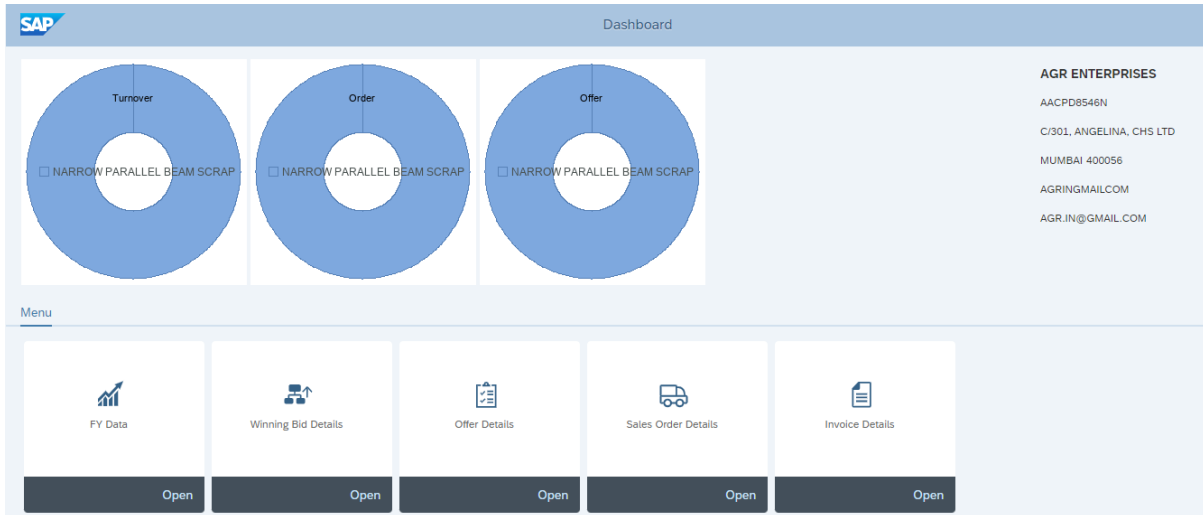 SAP
Dashboard
Turnover
NARROW PARALLEL BEAM SCRAP
Order
NARROW PARALLEL BEAM SCRAP
Offer
NARROW PARALLEL BEAM SCRAP
AGR ENTERPRISES
AACPD8546N
C/301, ANGELINA, CHS LTD
MUMBAI 400056
AGRINGMAILCOM
AGR.IN@GMAIL.COM
Menu
FY Data
Open
Winning Bid Details
Open
Offer Details
Open
Sales Order Details
Open
Invoice Details
Open